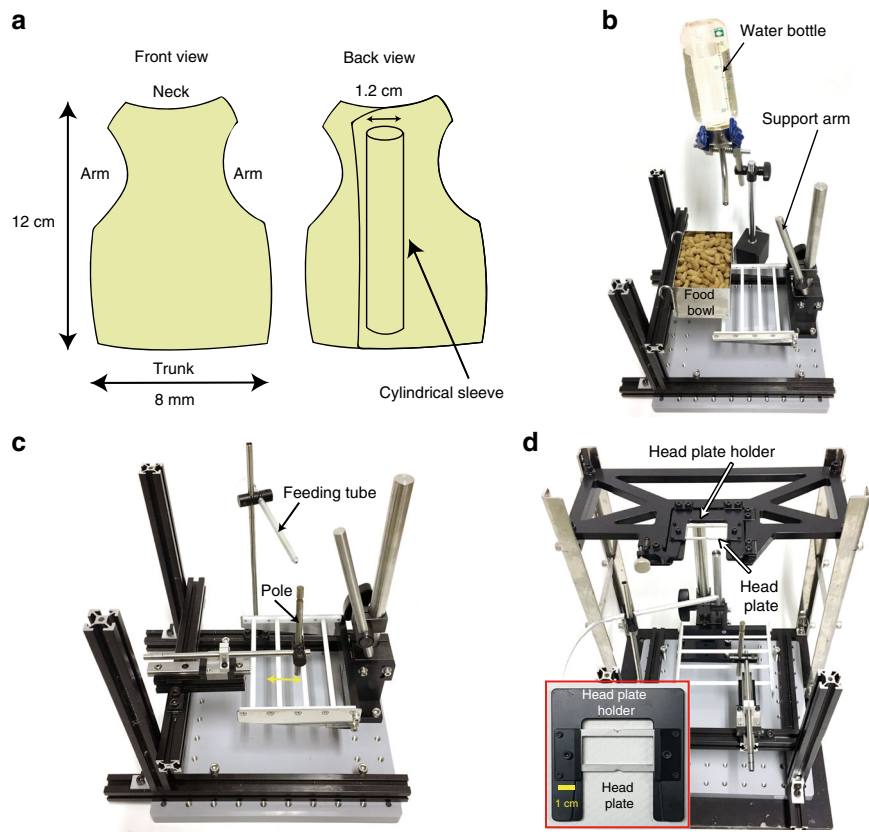 a
Front view
Back view
Neck
1.2 cm
Arm
Arm
12 cm
Trunk
8 mm
Cylindrical sleeve
b
Water bottle
Support arm
Food
bowl
c
Feeding tube
Pole
d
Head plate holder
Head
plate
Head plate
holder
Head
plate
1 cm